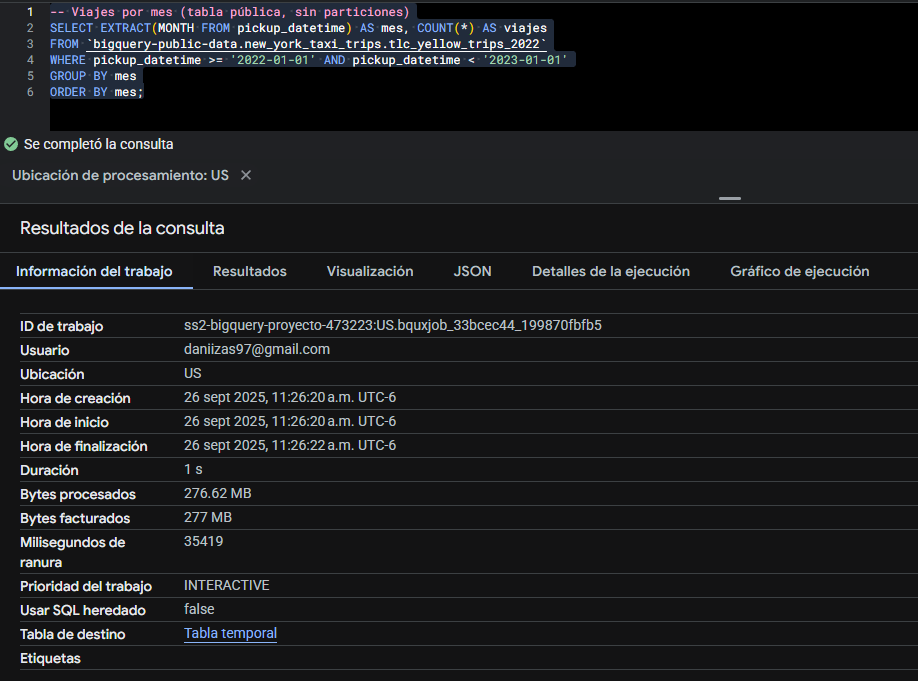 1 -- Viajes por mes (tabla pública, sin particiones)
2 SELECT EXTRACT(MONTH FROM pickup_datetime) AS mes, COUNT(*) AS viajes
3 FROM `bigquery-public-data.new_york_taxi_trips.tlc_yellow_trips_2022`
4 WHERE pickup_datetime >= '2022-01-01' AND pickup_datetime < '2023-01-01'
5 GROUP BY mes
6 ORDER BY mes;
Se completó la consulta
Ubicación de procesamiento: US
Resultados de la consulta
Información del trabajo Resultados Visualización JSON Detalles de la ejecución Gráfico de ejecución
ID de trabajo ss2-bigquery-proyecto-473223:US.bquxjob_33bcec44_199870fbfb5
Usuario daniizas97@gmail.com
Ubicación US
Hora de creación 26 sept 2025, 11:26:20 a.m. UTC-6
Hora de inicio 26 sept 2025, 11:26:20 a.m. UTC-6
Hora de finalización 26 sept 2025, 11:26:22 a.m. UTC-6
Duración 1 s
Bytes procesados 276.62 MB
Bytes facturados 277 MB
Milisegundos de 35419
ranura
Prioridad del trabajo INTERACTIVE
Usar SQL heredado false
Tabla de destino Tabla temporal
Etiquetas